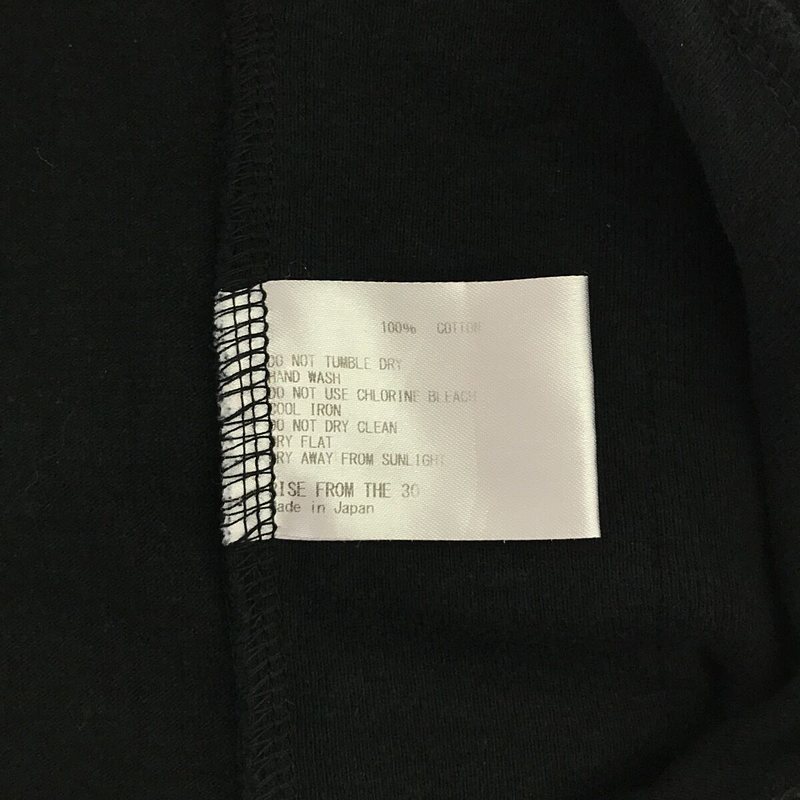 100% COTTON
DO NOT TUMBLE DRY
HAND WASH
DO NOT USE CHLORINE BLEACH
COOL IRON
DO NOT DRY CLEAN
DRY FLAT
DRY AWAY FROM SUNLIGHT
RISE FROM THE 30
Made in Japan